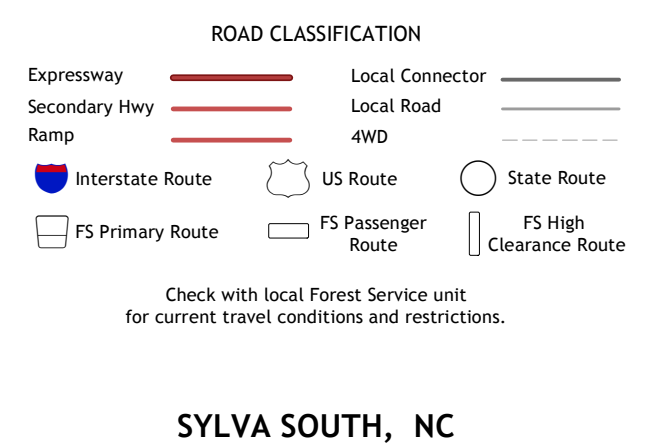 ROAD CLASSIFICATION
Expressway
Local Connector
Secondary Hwy
Local Road
Ramp
4WD
Interstate Route
US Route
State Route
FS Primary Route
FS Passenger
Route
FS High
Clearance Route
Check with local Forest Service unit
for current travel conditions and restrictions.
SYLVA SOUTH, NC